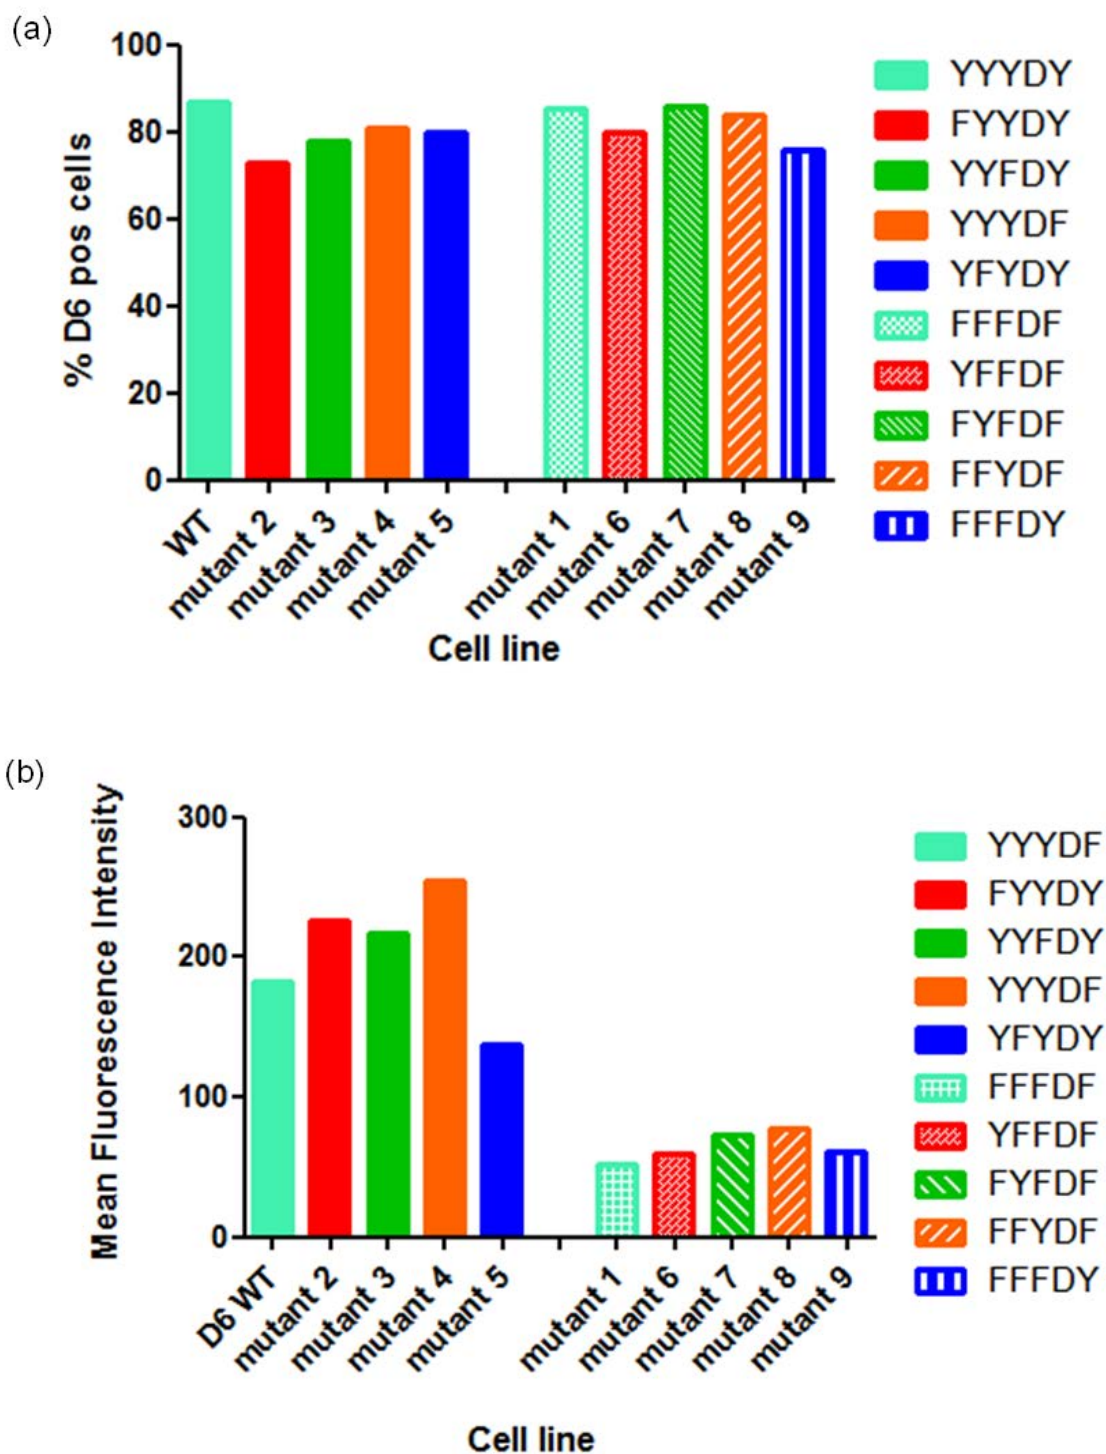 (a)
% D6 pos cells
100
80
60
40
20
0
WT
mutant 2
mutant 3
mutant 4
mutant 5
mutant 1
mutant 6
mutant 7
mutant 8
mutant 9
Cell line
YYYDY
FYYDY
YYFDY
YYYDF
YFYDY
FFFDF
YFFDF
FYFDF
FFYDF
FFFDY
(b)
Mean Fluorescence Intensity
300
200
100
0
D6 WT
mutant 2
mutant 3
mutant 4
mutant 5
mutant 1
mutant 6
mutant 7
mutant 8
mutant 9
Cell line
YYYDF
FYYDY
YYFDY
YYYDF
YFYDY
FFFDF
YFFDF
FYFDF
FFYDF
FFFDY